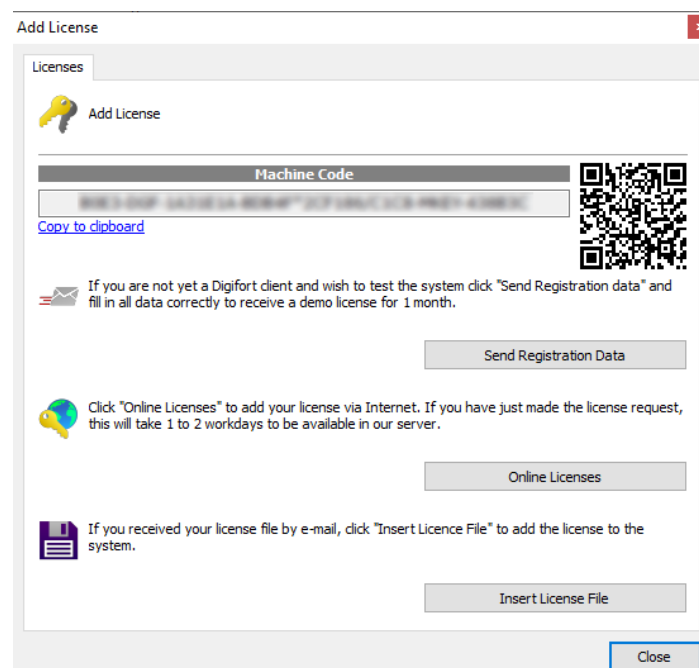 Add License
Licenses
Add License
Machine Code
Copy to clipboard
If you are not yet a Digifort client and wish to test the system click "Send Registration data" and
fill in all data correctly to receive a demo license for 1 month.
Send Registration Data
Click "Online Licenses" to add your license via Internet. If you have just made the license request,
this will take 1 to 2 workdays to be available in our server.
Online Licenses
If you received your license file by e-mail, click "Insert Licence File" to add the license to the
system.
Insert License File
Close